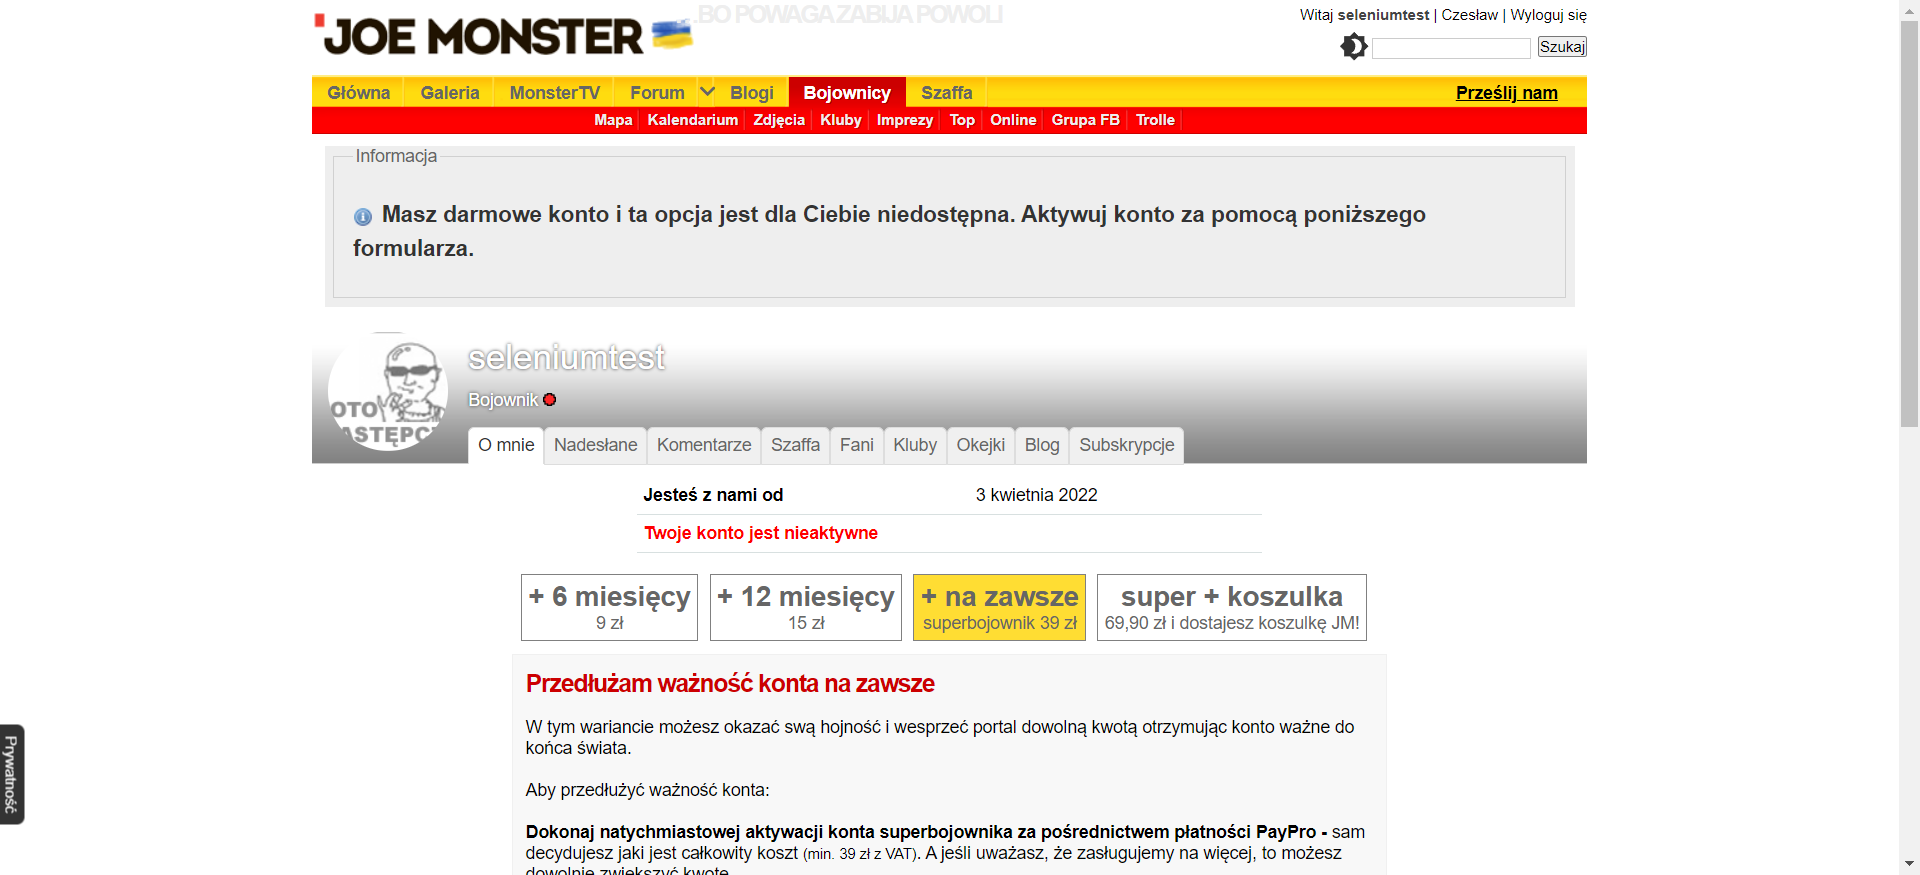 JOE MONSTER
BO POWAGA ZABIJA POWOLI
Witaj seleniumtest | Czesław | Wyloguj się
Szukaj
Główna Galeria MonsterTV Forum Blogi Bojownicy Szaffa Prześlij nam
Mapa Kalendarium Zdjęcia Kluby Imprezy Top Online Grupa FB Trolle
Informacja
Masz darmowe konto i ta opcja jest dla Ciebie niedostępna. Aktywuj konto za pomocą poniższego
formularza.
seleniumtest
Bojownik
OTO
ASTĘPC
O mnie Nadesłane Komentarze Szaffa Fani Kluby Okejki Blog Subskrypcje
Jesteś z nami od 3 kwietnia 2022
Twoje konto jest nieaktywne
+ 6 miesięcy
9 zł
+ 12 miesięcy
15 zł
+ na zawsze
superbojownik 39 zł
super + koszulka
69,90 zł i dostajesz koszulkę JM!
Przedłużam ważność konta na zawsze
W tym wariancie możesz okazać swą hojność i wesprzeć portal dowolną kwotą otrzymując konto ważne do
końca świata.
Aby przedłużyć ważność konta:
Dokonaj natychmiastowej aktywacji konta superbojownika za pośrednictwem płatności PayPro - sam
decydujesz jaki jest całkowity koszt (min. 39 zł z VAT). A jeśli uważasz, że zasługujemy na więcej, to możesz
dowolnie zwiększyć kwotę.
Prywatność